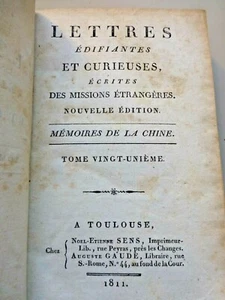 LETTRES
ÉDIFIANTES
ET CURIEUSES,
ÉCRITES
DES MISSIONS ÉTRANGÈRES.
NOUVELLE ÉDITION.
MÉMOIRES DE LA CHINE.
TOME VINGT-UNIÈME.
A TOULOUSE,
Chez
NOEL-ETIENNE SENS, Imprimeur-
Lib., rue Peyras, près les Changes.
AUGUSTE GAUDE, Libraire, rue
S.-Rome, N.º 44, au fond de la Cour.
1811.